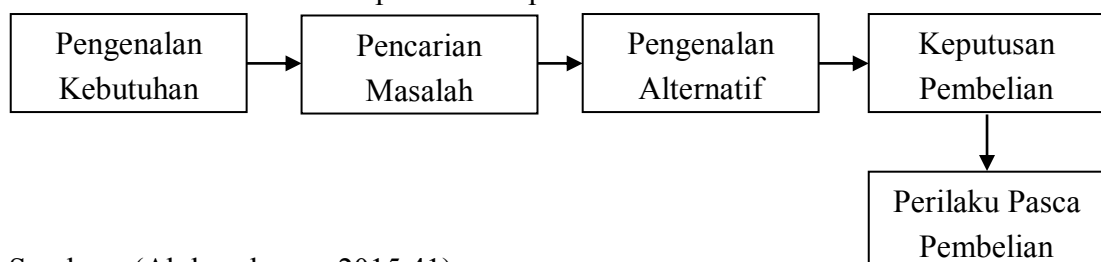 Pengenalan
Kebutuhan
Pencarian
Masalah
Pengenalan
Alternatif
Keputusan
Pembelian
Perilaku Pasca
Pembelian